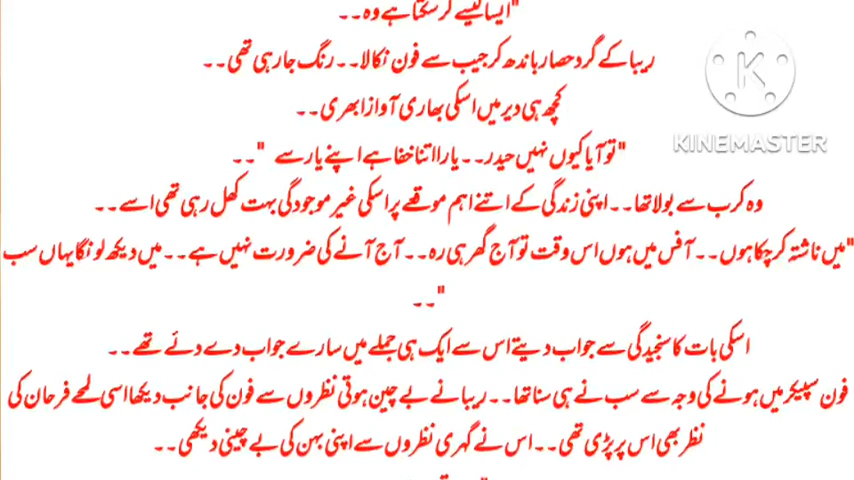 "ایسا کیسے کر سکتا ہے وہ۔۔
ریبا کے گرد حصار باندھ کر جیب سے فون نکالا۔۔ رنگ جا رہی تھی۔۔
کچھ ہی دیر میں اسکی بھاری آواز ابھری۔۔
"تو آیا کیوں نہیں حیدر۔۔ یار اتنا خفا ہے اپنے یار سے "۔۔
وہ کرب سے بولا تھا۔۔ اپنی زندگی کے اتنے اہم موقعے پر اسکی غیر موجودگی بہت کھل رہی تھی اسے۔۔
"میں ناشتہ کر چکا ہوں۔۔ آفس میں ہوں اس وقت تو آج گھر ہی رہ۔۔ آج آنے کی ضرورت نہیں ہے۔۔ میں دیکھ لونگا یہاں سب
"۔۔
اسکی بات کا سنجیدگی سے جواب دیتے اس سے ایک ہی جملے میں سارے جواب دے دئے تھے۔۔
فون سپیکر میں ہونے کی وجہ سے سب نے ہی سنا تھا۔۔ ریبا نے بے چین ہوتی نظروں سے فون کی جانب دیکھا اسی لمحے فرحان کی
نظر بھی اس پر پڑی تھی۔۔ اس نے گہری نظروں سے اپنی بہن کی بے چینی دیکھی۔۔
KINEMASTER